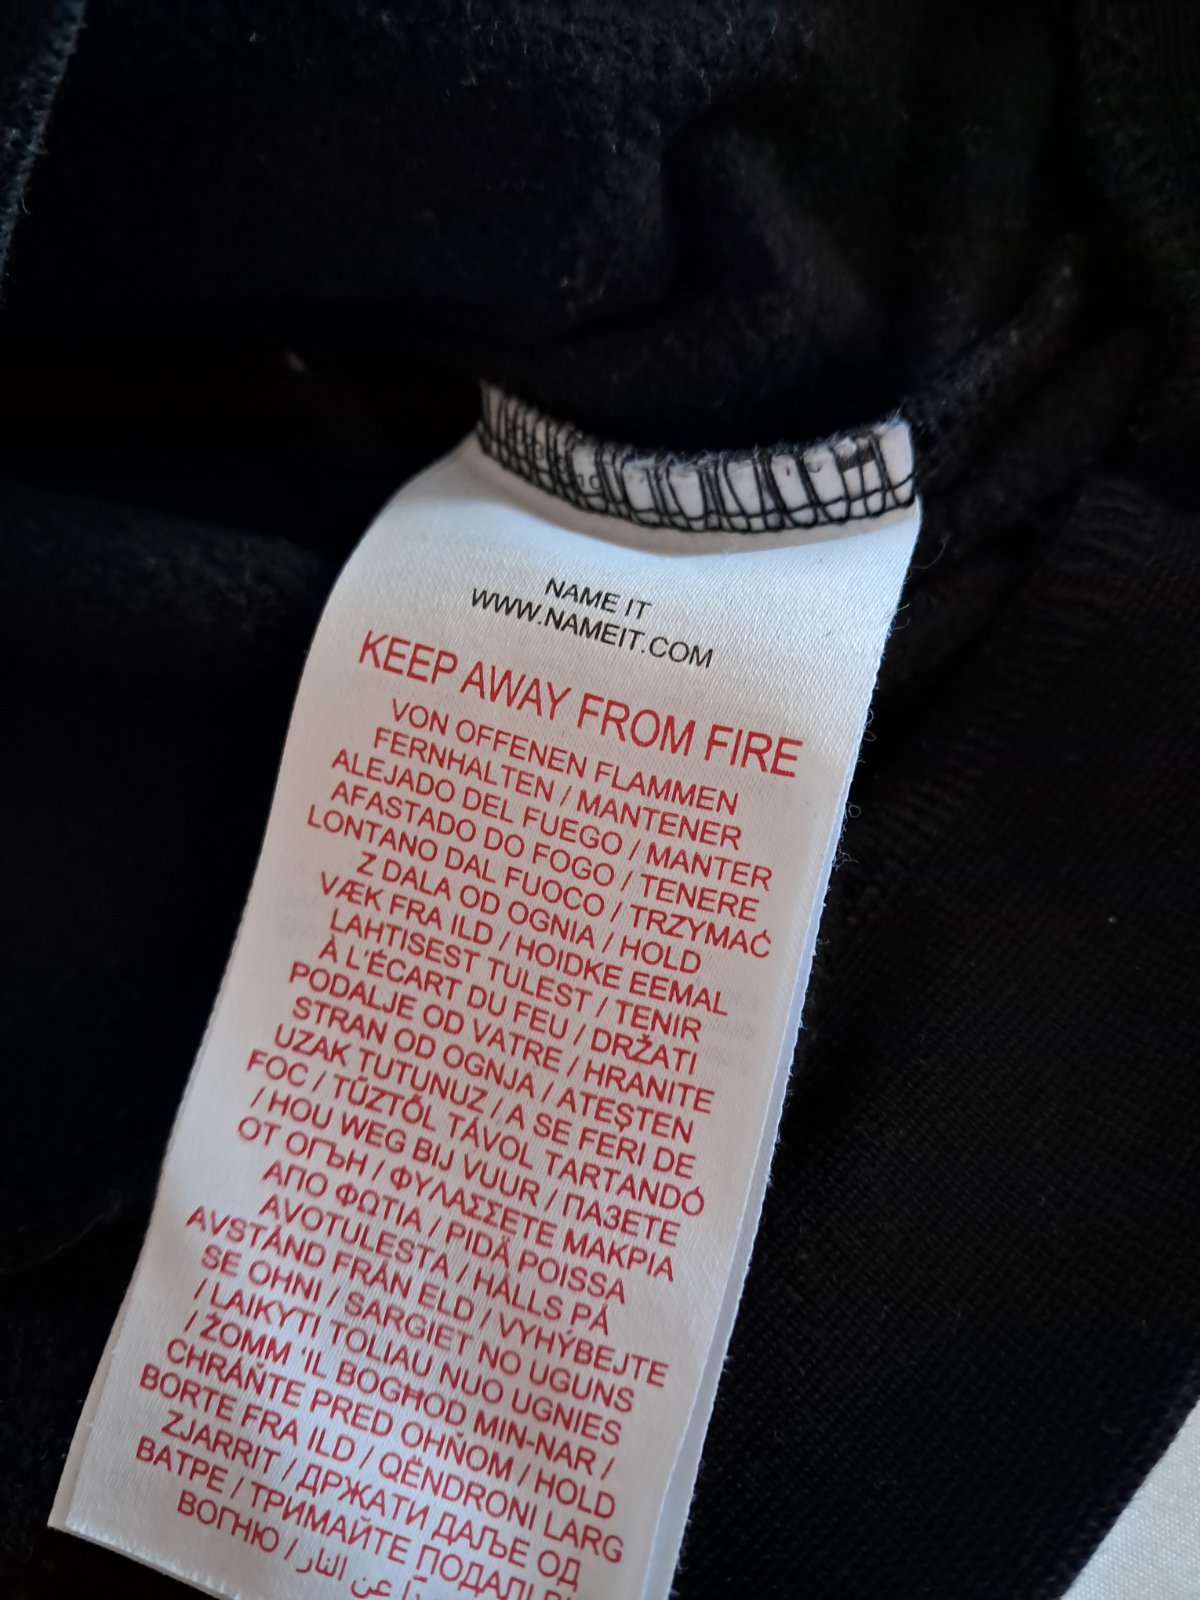 NAME IT
WWW.NAMEIT.COM
KEEP AWAY FROM FIRE
VON OFFENEN FLAMMEN
FERNHALTEN / MANTENER
ALEJADO DEL FUEGO / MANTER
AFASTADO DO FOGO / TENERE
LONTANO DAL FUOCO / TRZYMAĆ
Z DALA OD OGNIA / HOLD
VÆK FRA ILD / HOIDKE EEMAL
LAHTISEST TULEST / TENIR
À L'ÉCART DU FEU / DRŽATI
PODALJE OD VATRE / HRANITE
STRAN OD OGNJA / ATEŞTEN
UZAK TUTUNUZ / A SE FERI DE
FOC / TŰZTŐL TÁVOL TARTANDÓ
/ HOU WEG BIJ VUUR / ПАЗЕТЕ
ОТ ОГЪН / ΦΥΛΑΣΣΕΤΕ ΜΑΚΡΙΑ
ΑΠΟ ΦΩΤΙΑ / PIDÄ POISSA
AVOTULESTA / HÅLLS PÅ
AVSTÅND FRÅN ELD / VYHÝBEJTE
SE OHNI / SARGIET NO UGUNS
/ LAIKYTI TOLIAU NUO UGNIES
/ ŻOMM 'IL BOGĦOD MIN-NAR /
CHRÁŇTE PRED OHŇOM / HOLD
BORTE FRA ILD / QËNDRONI LARG
ZJARRIT / ДРЖАТИ ДАЉЕ ОД
ВАТРЕ / ТРИМАЙТЕ ПОДАЛІ
ВОГНЮ / عن النار